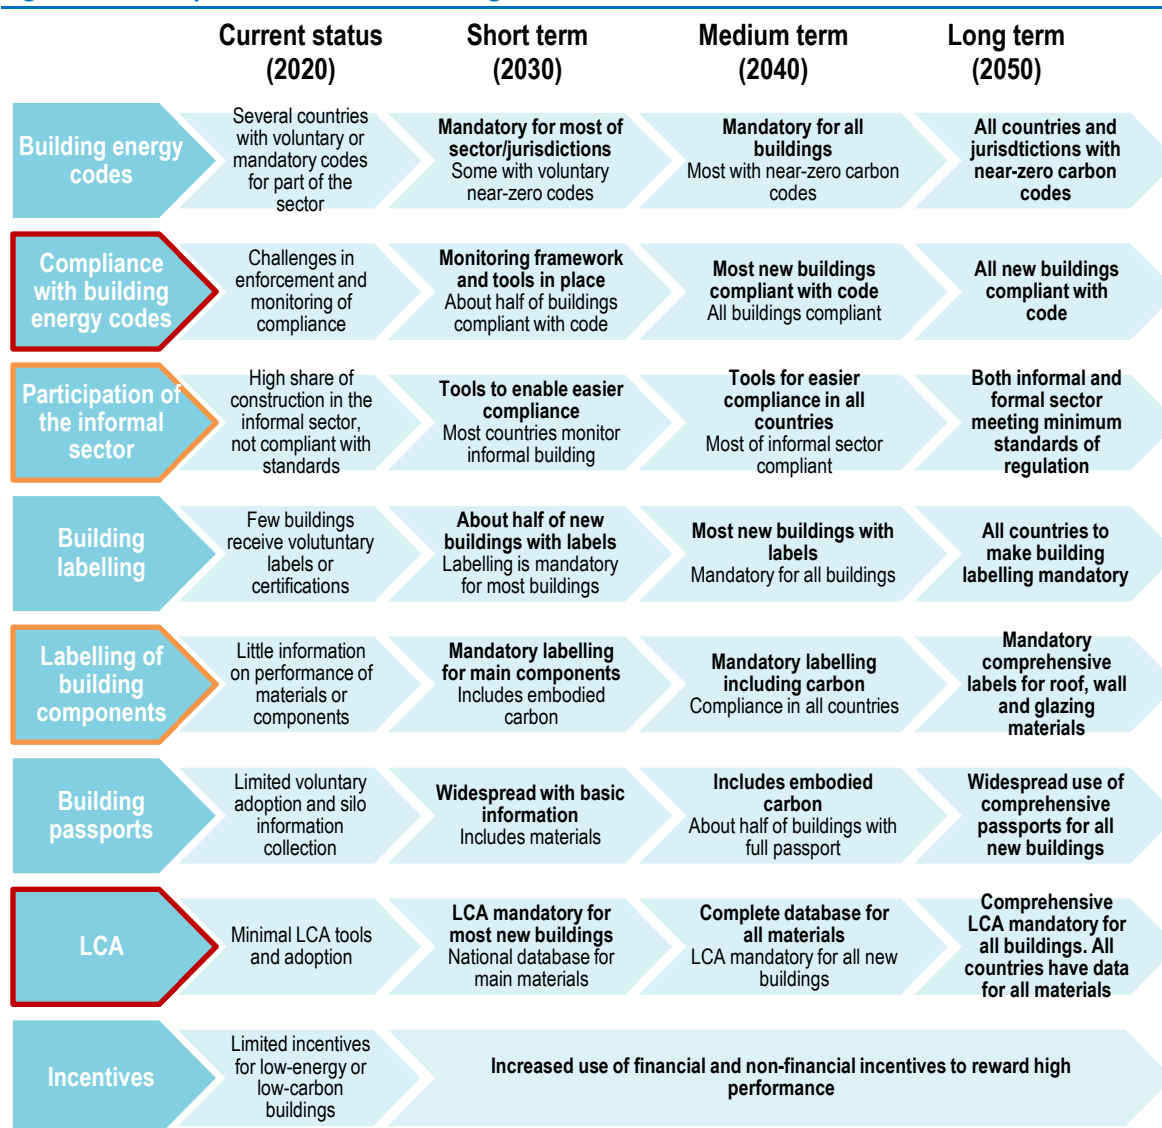 Current status
(2020)
Short term
(2030)
Medium term
(2040)
Long term
(2050)
Building energy
codes
Several countries
with voluntary or
mandatory codes
for part of the
sector
Mandatory for most of
sector/jurisdictions
Some with voluntary
near-zero codes
Mandatory for all
buildings
Most with near-zero carbon
codes
All countries and
jurisdtictions with
near-zero carbon
codes
Compliance
with building
energy codes
Challenges in
enforcement and
monitoring of
compliance
Monitoring framework
and tools in place
About half of buildings
compliant with code
Most new buildings
compliant with code
All buildings compliant
All new buildings
compliant with
code
Participation of
the informal
sector
High share of
construction in the
informal sector,
not compliant with
standards
Tools to enable easier
compliance
Most countries monitor
informal building
Tools for easier
compliance in all
countries
Most of informal sector
compliant
Both informal and
formal sector
meeting minimum
standards of
regulation
Building
labelling
Few buildings
receive volutuntary
labels or
certifications
About half of new
buildings with labels
Labelling is mandatory
for most buildings
Most new buildings with
labels
Mandatory for all buildings
All countries to
make building
labelling mandatory
Labelling of
building
components
Little information
on performance of
materials or
components
Mandatory labelling
for main components
Includes embodied
carbon
Mandatory labelling
including carbon
Compliance in all countries
Mandatory
comprehensive
labels for roof, wall
and glazing
materials
Building
passports
Limited voluntary
adoption and silo
information
collection
Widespread with basic
information
Includes materials
Includes embodied
carbon
About half of buildings with
full passport
Widespread use of
comprehensive
passports for all
new buildings
LCA
Minimal LCA tools
and adoption
LCA mandatory for
most new buildings
National database for
main materials
Complete database for
all materials
LCA mandatory for all new
buildings
Comprehensive
LCA mandatory for
all buildings. All
countries have data
for all materials
Incentives
Limited incentives
for low-energy or
low-carbon
buildings
Increased use of financial and non-financial incentives to reward high
performance